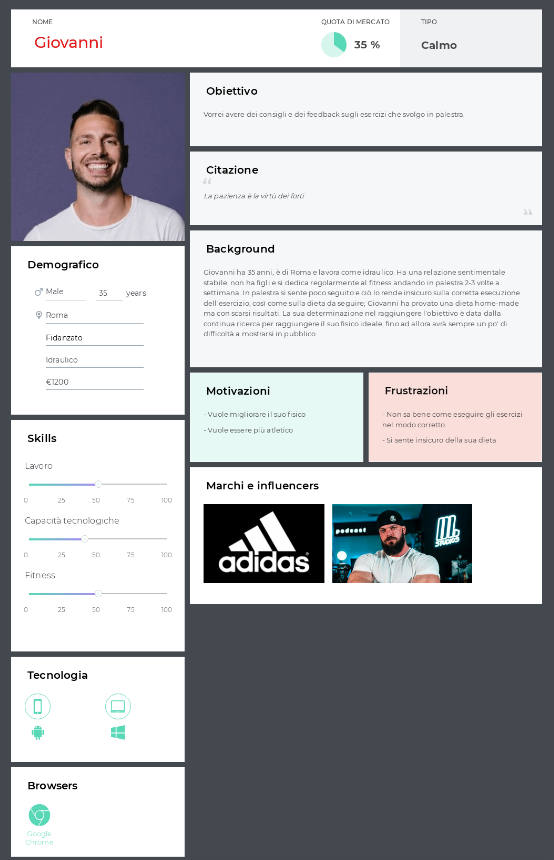 NOME
Giovanni
QUOTA DI MERCATO
35 %
TIPO
Calmo
Demografico
Male 35 years
Roma
Fidanzato
Idraulico
€1200
Skills
Lavoro
0 25 50 75 100
Capacità tecnologiche
0 25 50 75 100
Fitness
0 25 50 75 100
Tecnologia
Browsers
Google
Chrome
Obiettivo
Vorrei avere dei consigli e dei feedback sugli esercizi che svolgo in palestra.
Citazione
“
La pazienza è la virtù dei forti
”
Background
Giovanni ha 35 anni, è di Roma e lavora come idraulico. Ha una relazione sentimentale
stabile, non ha figli e si dedica regolarmente al fitness andando in palestra 2-3 volte a
settimana. In palestra si sente poco seguito e ciò lo rende insicuro sulla corretta esecuzione
dell'esercizio, così come sulla dieta da seguire; Giovanni ha provato una dieta home-made
ma con scarsi risultati. La sua determinazione nel raggiungere l'obiettivo è data dalla
continua ricerca per raggiungere il suo fisico ideale, fino ad allora avrà sempre un po' di
difficoltà a mostrarsi in pubblico.
Motivazioni
- Vuole migliorare il suo fisico
- Vuole essere più atletico
Frustrazioni
- Non sa bene come eseguire gli esercizi
nel modo corretto.
- Si sente insicuro della sua dieta
Marchi e influencers
adidas
podcast
STUDIOS